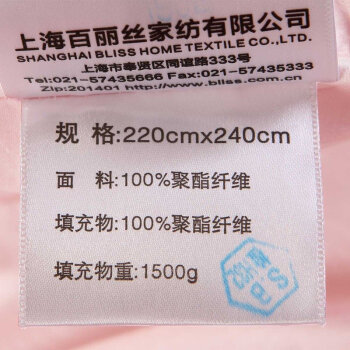 上海百丽丝家纺有限公司
SHANGHAI BLISS HOME TEXTILE CO.,LTD.
上海市奉贤区同谊路333号
Tel:021-57435666 Fax:021-57435333
Zip:201401 http://www.bliss
规 格:220cmx240cm
面 料:100%聚酯纤维
填充物:100%聚酯纤维
填充物重:1500g